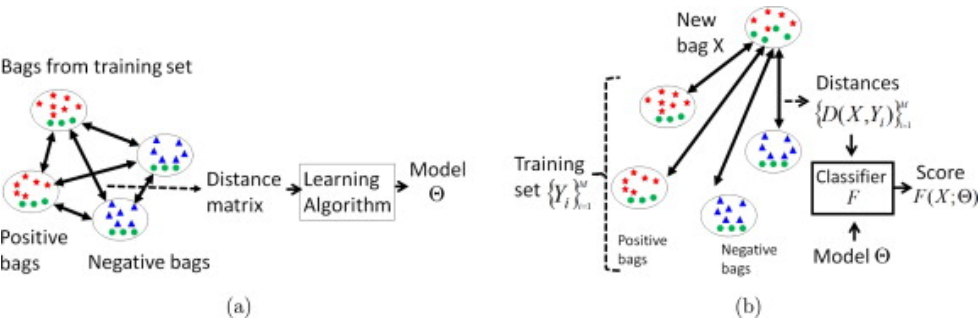 Bags from training set
Positive
bags
Negative bags
Distance
matrix
Learning
Algorithm
Model
Θ
(a)
New
bag X
Training
set {Y_i}_{i=1}^M
Positive
bags
Negative
bags
Distances
{D(X,Y_i)}_{i=1}^M
Classifier
F
Score
F(X;Θ)
Model Θ
(b)